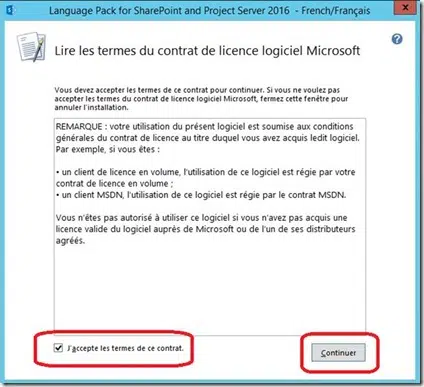 Language Pack for SharePoint and Project Server 2016 - French/Français
Lire les termes du contrat de licence logiciel Microsoft
Vous devez accepter les termes de ce contrat pour continuer. Si vous ne voulez pas
accepter les termes du contrat de licence logiciel Microsoft, fermez cette fenêtre pour
annuler l'installation.
REMARQUE : votre utilisation du présent logiciel est soumise aux conditions
générales du contrat de licence au titre duquel vous avez acquis ledit logiciel.
Par exemple, si vous êtes :
• un client de licence en volume, l'utilisation de ce logiciel est régie par votre
contrat de licence en volume ;
• un client MSDN, l'utilisation de ce logiciel est régie par le contrat MSDN.
Vous n'êtes pas autorisé à utiliser ce logiciel si vous n'avez pas acquis une
licence valide du logiciel auprès de Microsoft ou de l'un de ses distributeurs
agréés.
J'accepte les termes de ce contrat.
Continuer